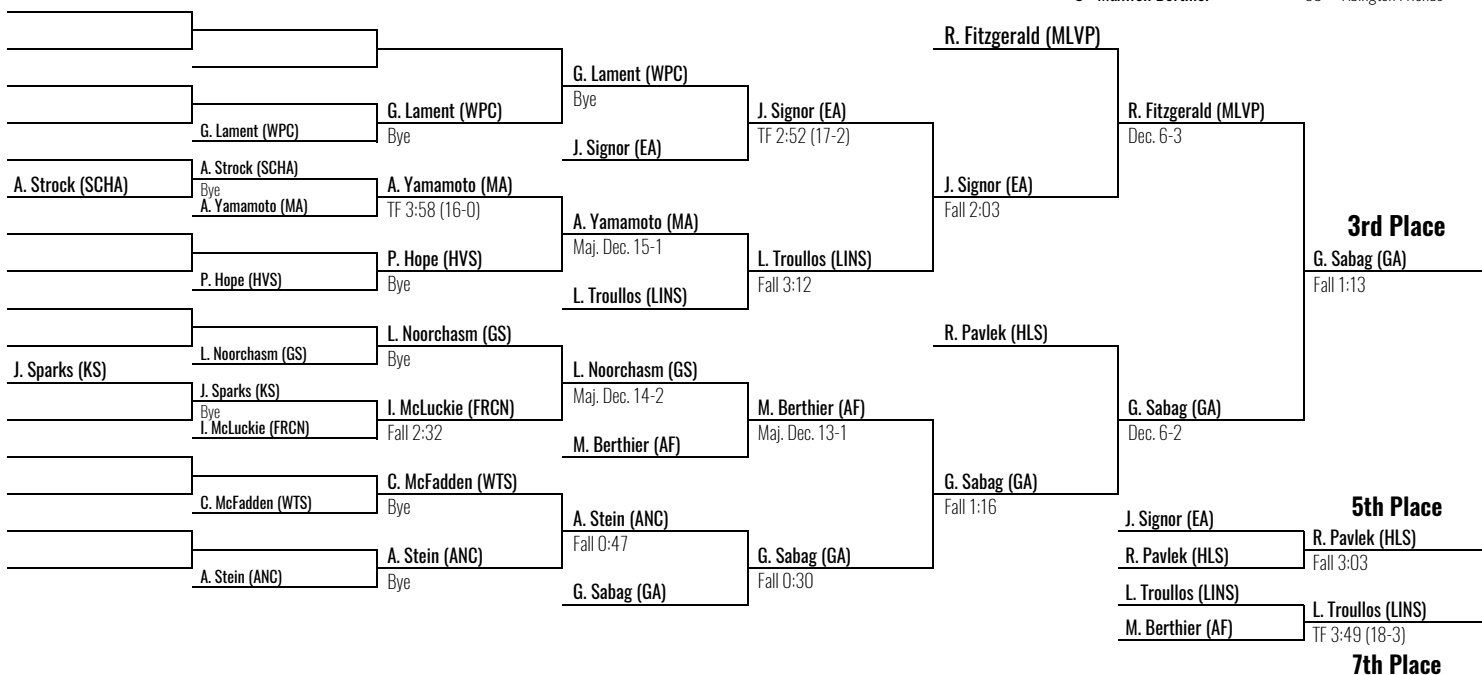 Berthier Abington Friends
A. Strock (SCHA)
J. Sparks (KS)
G. Lament (WPC)
A. Strock (SCHA)
Bye
A. Yamamoto (MA)
P. Hope (HVS)
L. Noorchasm (GS)
J. Sparks (KS)
Bye
I. McLuckie (FRCN)
C. McFadden (WTS)
A. Stein (ANC)
G. Lament (WPC)
Bye
A. Yamamoto (MA)
TF 3:58 (16-0)
P. Hope (HVS)
Bye
L. Noorchasm (GS)
Bye
I. McLuckie (FRCN)
Fall 2:32
C. McFadden (WTS)
Bye
A. Stein (ANC)
Bye
G. Lament (WPC)
Bye
J. Signor (EA)
A. Yamamoto (MA)
Maj. Dec. 15-1
L. Troullos (LINS)
L. Noorchasm (GS)
Maj. Dec. 14-2
M. Berthier (AF)
A. Stein (ANC)
Fall 0:47
G. Sabag (GA)
J. Signor (EA)
TF 2:52 (17-2)
L. Troullos (LINS)
Fall 3:12
M. Berthier (AF)
Maj. Dec. 13-1
G. Sabag (GA)
Fall 0:30
R. Fitzgerald (MLVP)
J. Signor (EA)
Fall 2:03
R. Pavlek (HLS)
G. Sabag (GA)
Fall 1:16
R. Fitzgerald (MLVP)
Dec. 6-3
G. Sabag (GA)
Dec. 6-2
3rd Place
G. Sabag (GA)
Fall 1:13
J. Signor (EA)
R. Pavlek (HLS)
5th Place
R. Pavlek (HLS)
Fall 3:03
L. Troullos (LINS)
M. Berthier (AF)
L. Troullos (LINS)
TF 3:49 (18-3)
7th Place